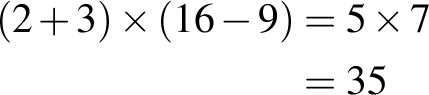 (2 + 3) × (16 − 9) = 5 × 7
= 35